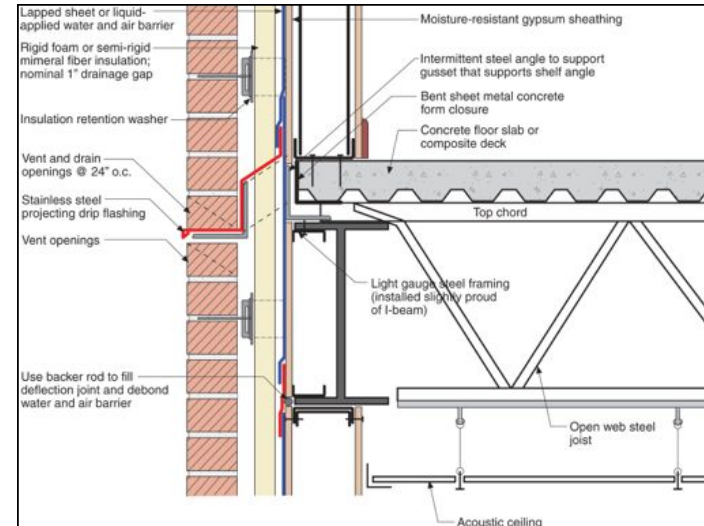 Lapped sheet or liquid-
applied water and air barrier
Rigid foam or semi-rigid
mimeral fiber insulation;
nominal 1" drainage gap
Insulation retention washer
Vent and drain
openings @ 24" o.c.
Stainless steel
projecting drip flashing
Vent openings
Use backer rod to fill
deflection joint and debond
water and air barrier
Moisture-resistant gypsum sheathing
Intermittent steel angle to support
gusset that supports shelf angle
Bent sheet metal concrete
form closure
Concrete floor slab or
composite deck
Top chord
Light gauge steel framing
(installed slightly proud
of I-beam)
Open web steel
joist
Acoustic ceiling